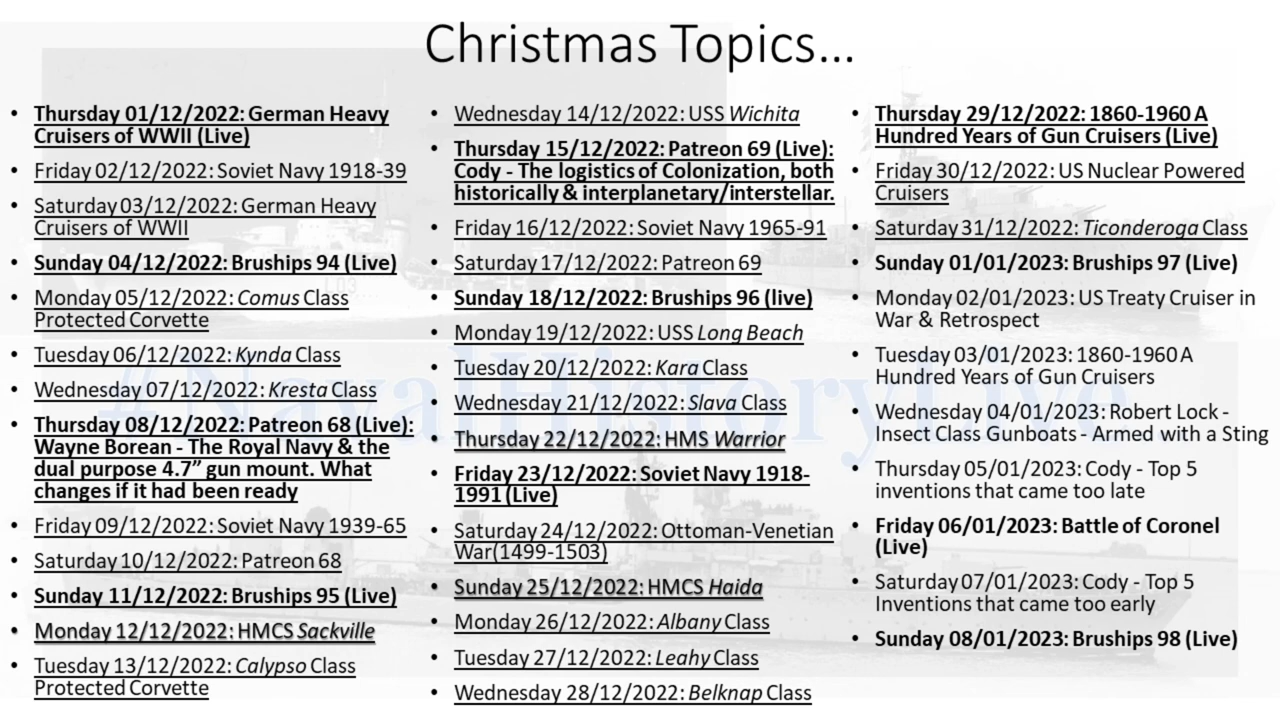 Christmas Topics...
• Thursday 01/12/2022: German Heavy
Cruisers of WWII (Live)
• Friday 02/12/2022: Soviet Navy 1918-39
• Saturday 03/12/2022: German Heavy
Cruisers of WWII
• Sunday 04/12/2022: Bruships 94 (Live)
• Monday 05/12/2022: Comus Class
Protected Corvette
• Tuesday 06/12/2022: Kynda Class
• Wednesday 07/12/2022: Kresta Class
• Thursday 08/12/2022: Patreon 68 (Live):
Wayne Borean - The Royal Navy & the
dual purpose 4.7” gun mount. What
changes if it had been ready
• Friday 09/12/2022: Soviet Navy 1939-65
• Saturday 10/12/2022: Patreon 68
• Sunday 11/12/2022: Bruships 95 (Live)
• Monday 12/12/2022: HMCS Sackville
• Tuesday 13/12/2022: Calypso Class
Protected Corvette
• Wednesday 14/12/2022: USS Wichita
• Thursday 15/12/2022: Patreon 69 (Live):
Cody - The logistics of Colonization, both
historically & interplanetary/interstellar.
• Friday 16/12/2022: Soviet Navy 1965-91
• Saturday 17/12/2022: Patreon 69
• Sunday 18/12/2022: Bruships 96 (live)
• Monday 19/12/2022: USS Long Beach
• Tuesday 20/12/2022: Kara Class
• Wednesday 21/12/2022: Slava Class
• Thursday 22/12/2022: HMS Warrior
• Friday 23/12/2022: Soviet Navy 1918-
1991 (Live)
• Saturday 24/12/2022: Ottoman-Venetian
War(1499-1503)
• Sunday 25/12/2022: HMCS Haida
• Monday 26/12/2022: Albany Class
• Tuesday 27/12/2022: Leahy Class
• Wednesday 28/12/2022: Belknap Class
• Thursday 29/12/2022: 1860-1960 A
Hundred Years of Gun Cruisers (Live)
• Friday 30/12/2022: US Nuclear Powered
Cruisers
• Saturday 31/12/2022: Ticonderoga Class
• Sunday 01/01/2023: Bruships 97 (Live)
• Monday 02/01/2023: US Treaty Cruiser in
War & Retrospect
• Tuesday 03/01/2023: 1860-1960 A
Hundred Years of Gun Cruisers
• Wednesday 04/01/2023: Robert Lock -
Insect Class Gunboats - Armed with a Sting
• Thursday 05/01/2023: Cody - Top 5
inventions that came too late
• Friday 06/01/2023: Battle of Coronel
(Live)
• Saturday 07/01/2023: Cody - Top 5
Inventions that came too early
• Sunday 08/01/2023: Bruships 98 (Live)
#NavalHistoryLive
L03